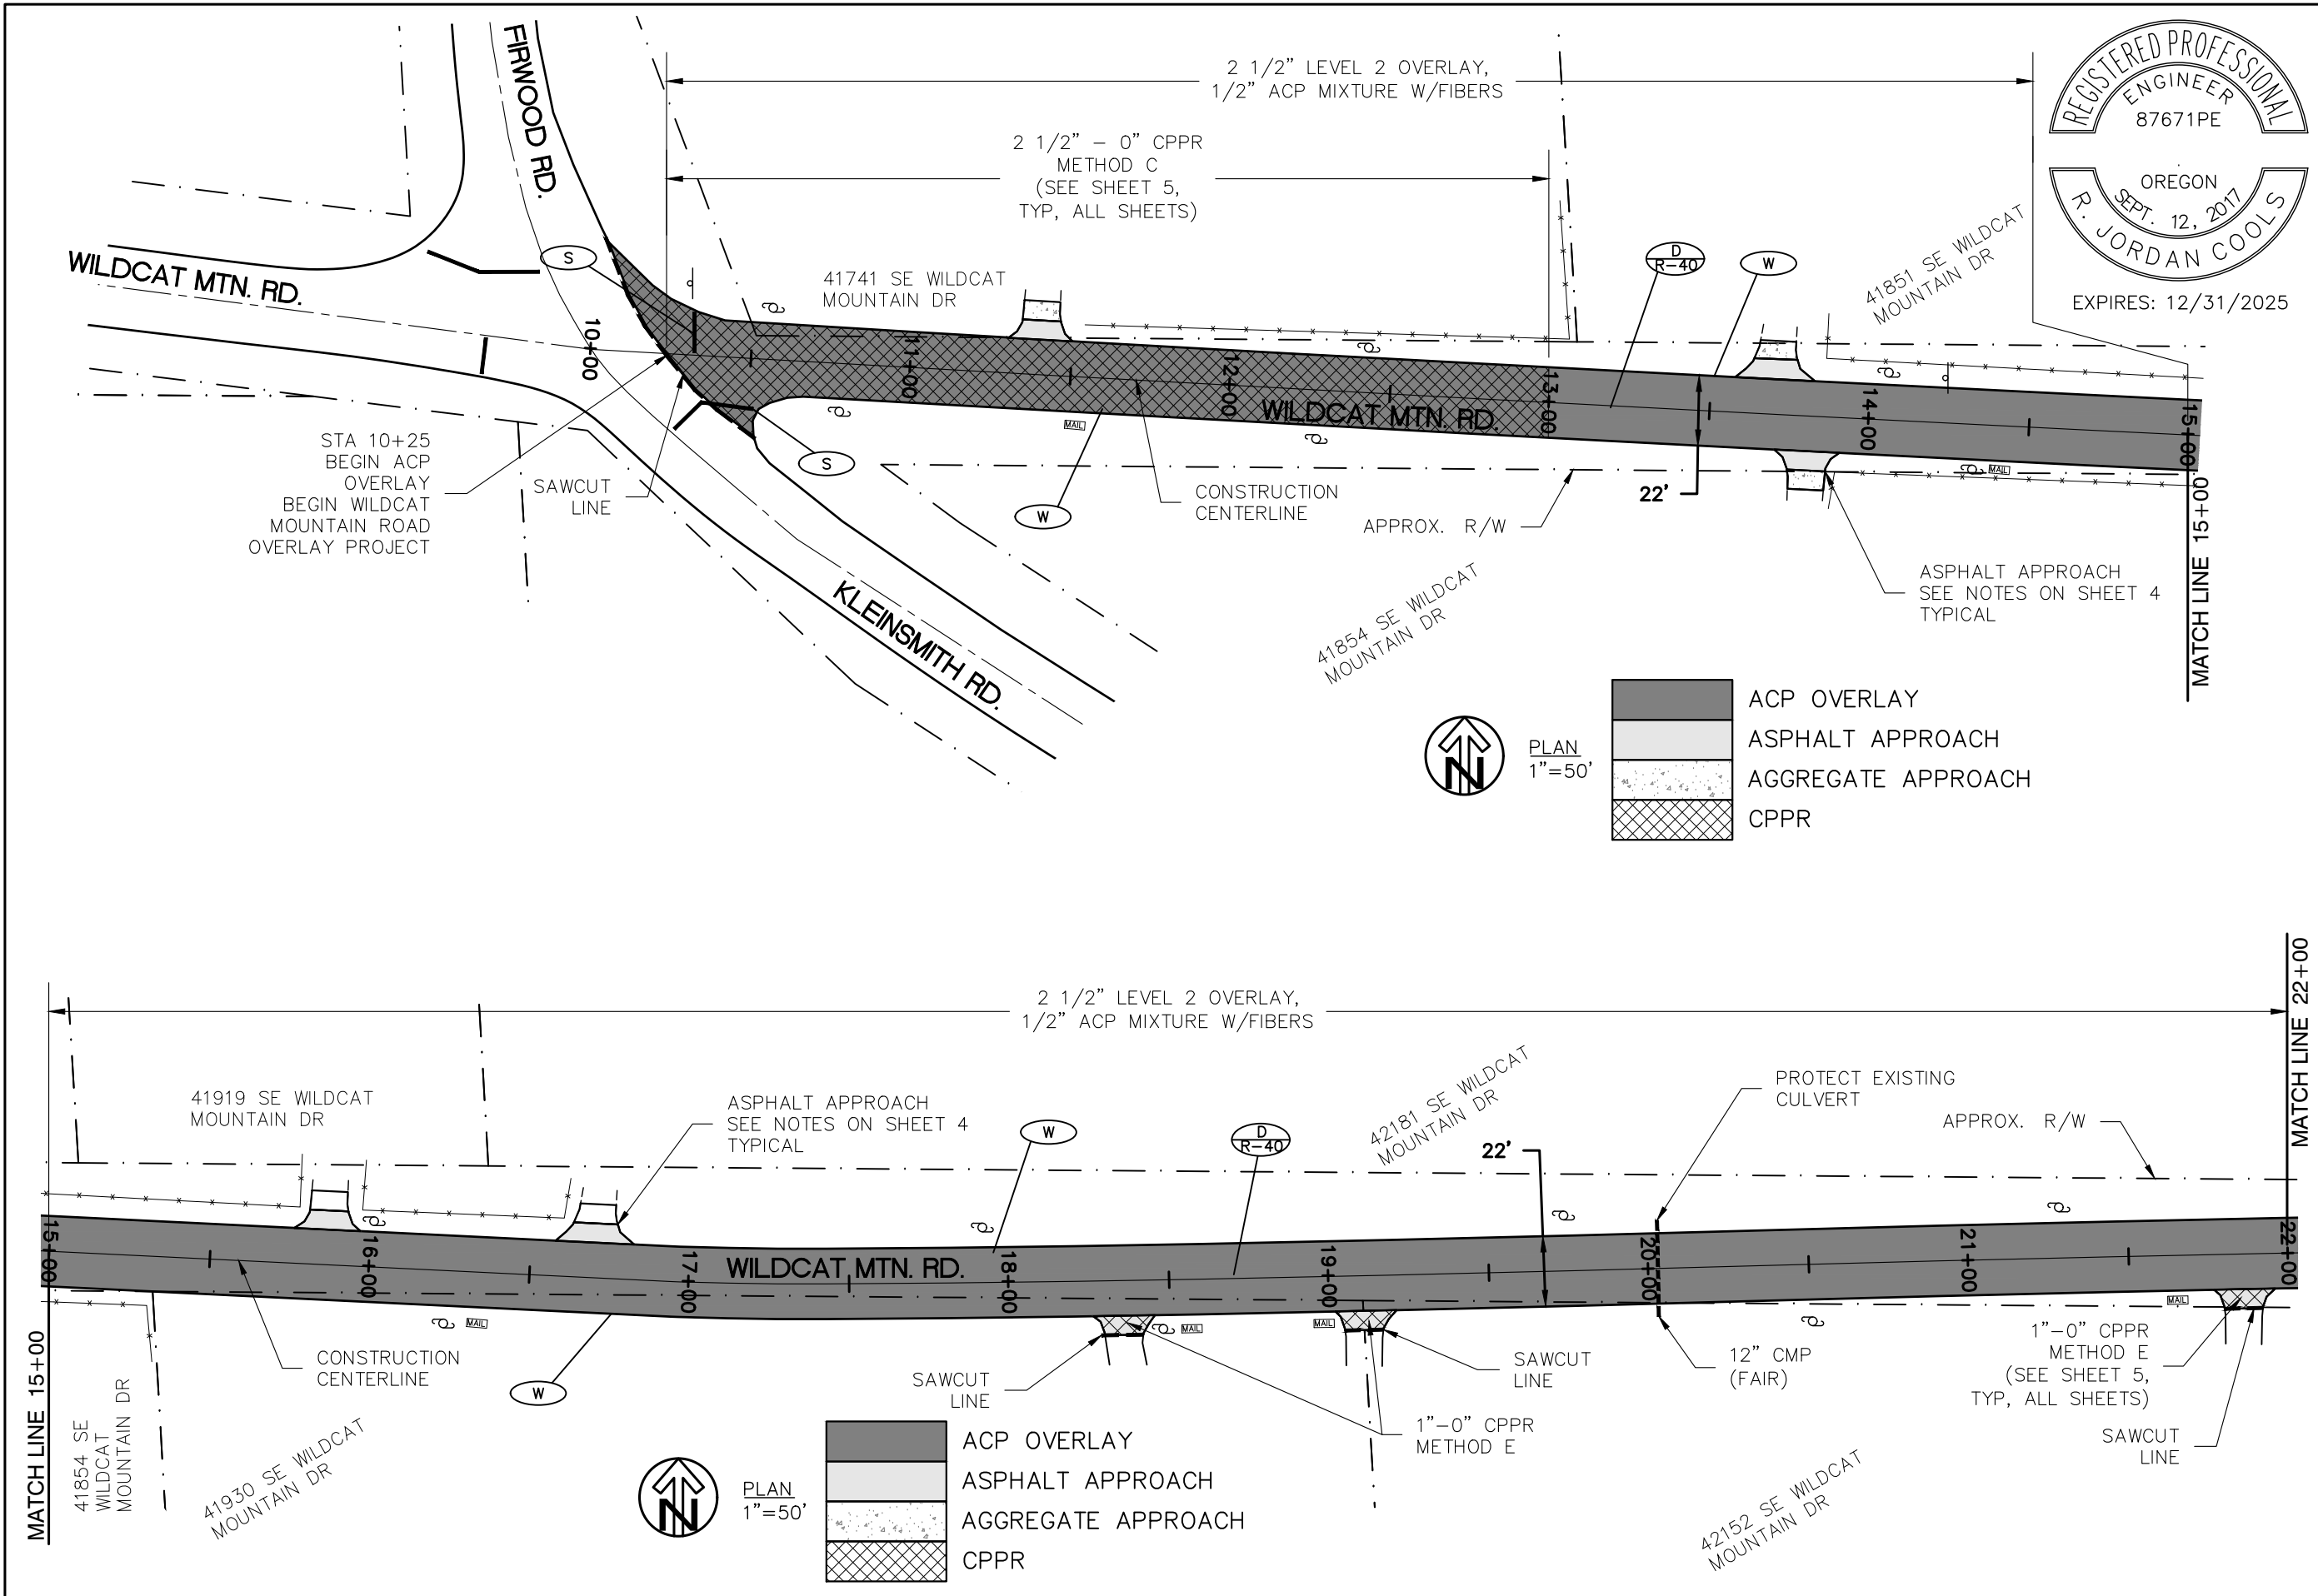 FIRWOOD RD.
2 1/2" LEVEL 2 OVERLAY,
1/2" ACP MIXTURE W/FIBERS
2 1/2" – 0" CPPR
METHOD C
(SEE SHEET 5,
TYP, ALL SHEETS)
REGISTERED PROFESSIONAL
ENGINEER
87671PE
OREGON
SEPT. 12, 2017
R. JORDAN COOLS
EXPIRES: 12/31/2025
WILDCAT MTN. RD.
S
41741 SE WILDCAT
MOUNTAIN DR
D
R-40
W
41851 SE WILDCAT
MOUNTAIN DR
10+00
11+00
12+00
13+00
14+00
15+00
WILDCAT MTN. RD.
MAIL
MAIL
STA 10+25
BEGIN ACP
OVERLAY
BEGIN WILDCAT
MOUNTAIN ROAD
OVERLAY PROJECT
SAWCUT
LINE
S
W
CONSTRUCTION
CENTERLINE
22'
APPROX. R/W
ASPHALT APPROACH
SEE NOTES ON SHEET 4
TYPICAL
MATCH LINE 15+00
KLEINSMITH RD.
41854 SE WILDCAT
MOUNTAIN DR
N
PLAN
1"=50'
ACP OVERLAY
ASPHALT APPROACH
AGGREGATE APPROACH
CPPR
2 1/2" LEVEL 2 OVERLAY,
1/2" ACP MIXTURE W/FIBERS
MATCH LINE 22+00
41919 SE WILDCAT
MOUNTAIN DR
ASPHALT APPROACH
SEE NOTES ON SHEET 4
TYPICAL
W
D
R-40
42181 SE WILDCAT
MOUNTAIN DR
22'
PROTECT EXISTING
CULVERT
APPROX. R/W
15+00
16+00
17+00
WILDCAT MTN. RD.
18+00
19+00
20+00
21+00
22+00
MAIL
MAIL
MAIL
MAIL
MATCH LINE 15+00
41854 SE
WILDCAT
MOUNTAIN DR
CONSTRUCTION
CENTERLINE
W
41930 SE WILDCAT
MOUNTAIN DR
SAWCUT
LINE
SAWCUT
LINE
1"–0" CPPR
METHOD E
12" CMP
(FAIR)
1"–0" CPPR
METHOD E
(SEE SHEET 5,
TYP, ALL SHEETS)
SAWCUT
LINE
42152 SE WILDCAT
MOUNTAIN DR
N
PLAN
1"=50'
ACP OVERLAY
ASPHALT APPROACH
AGGREGATE APPROACH
CPPR